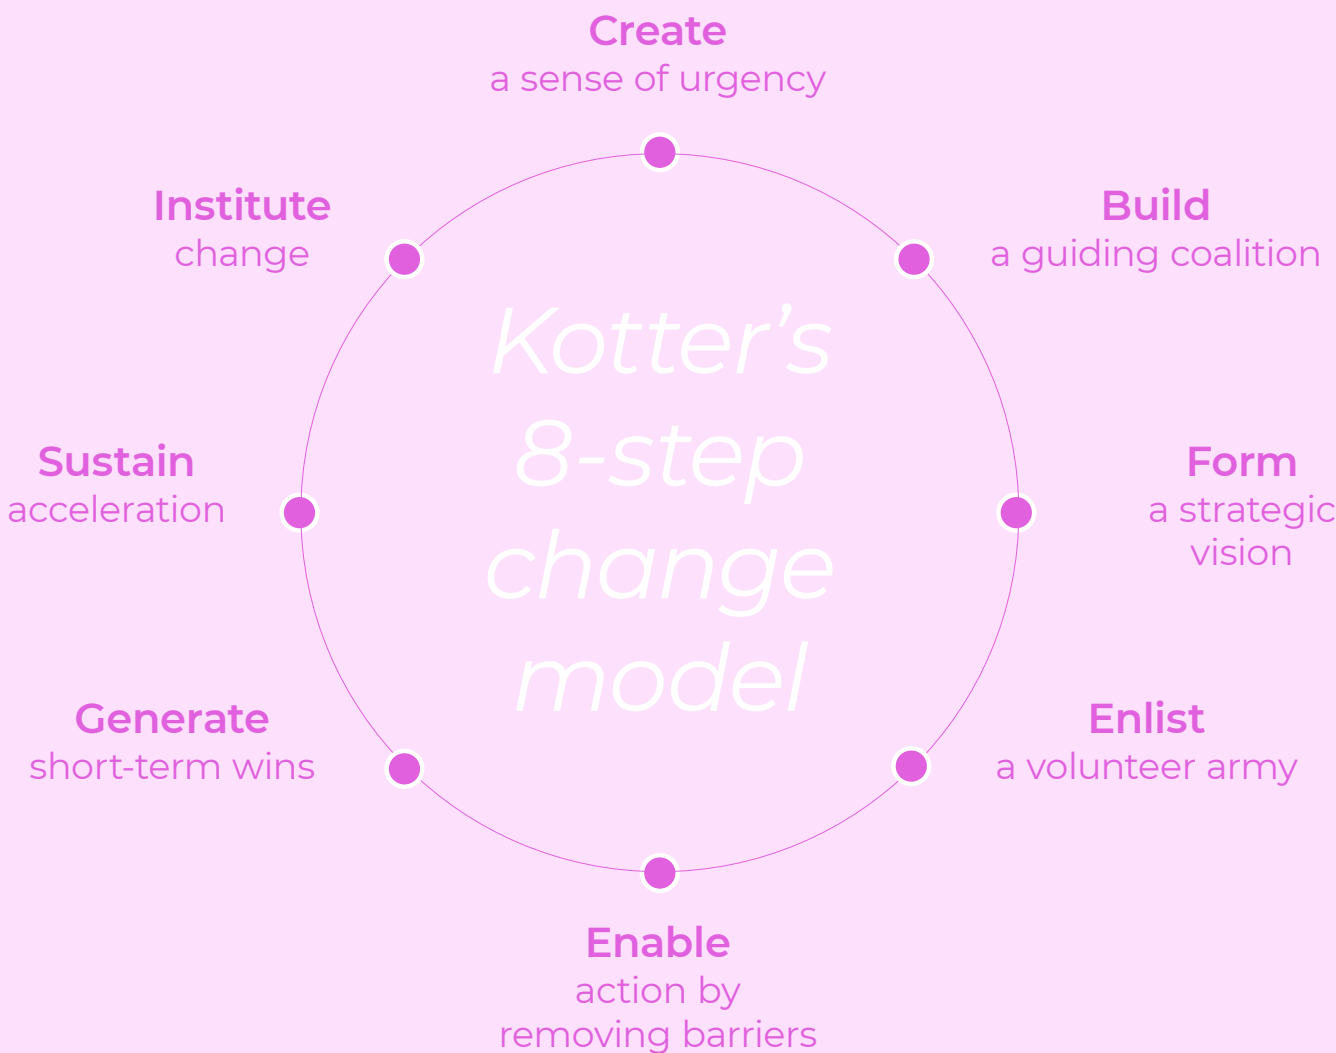 Create
a sense of urgency
Build
a guiding coalition
Form
a strategic
vision
Enlist
a volunteer army
Enable
action by
removing barriers
Generate
short-term wins
Sustain
acceleration
Institute
change
Kotter’s
8-step
change
model